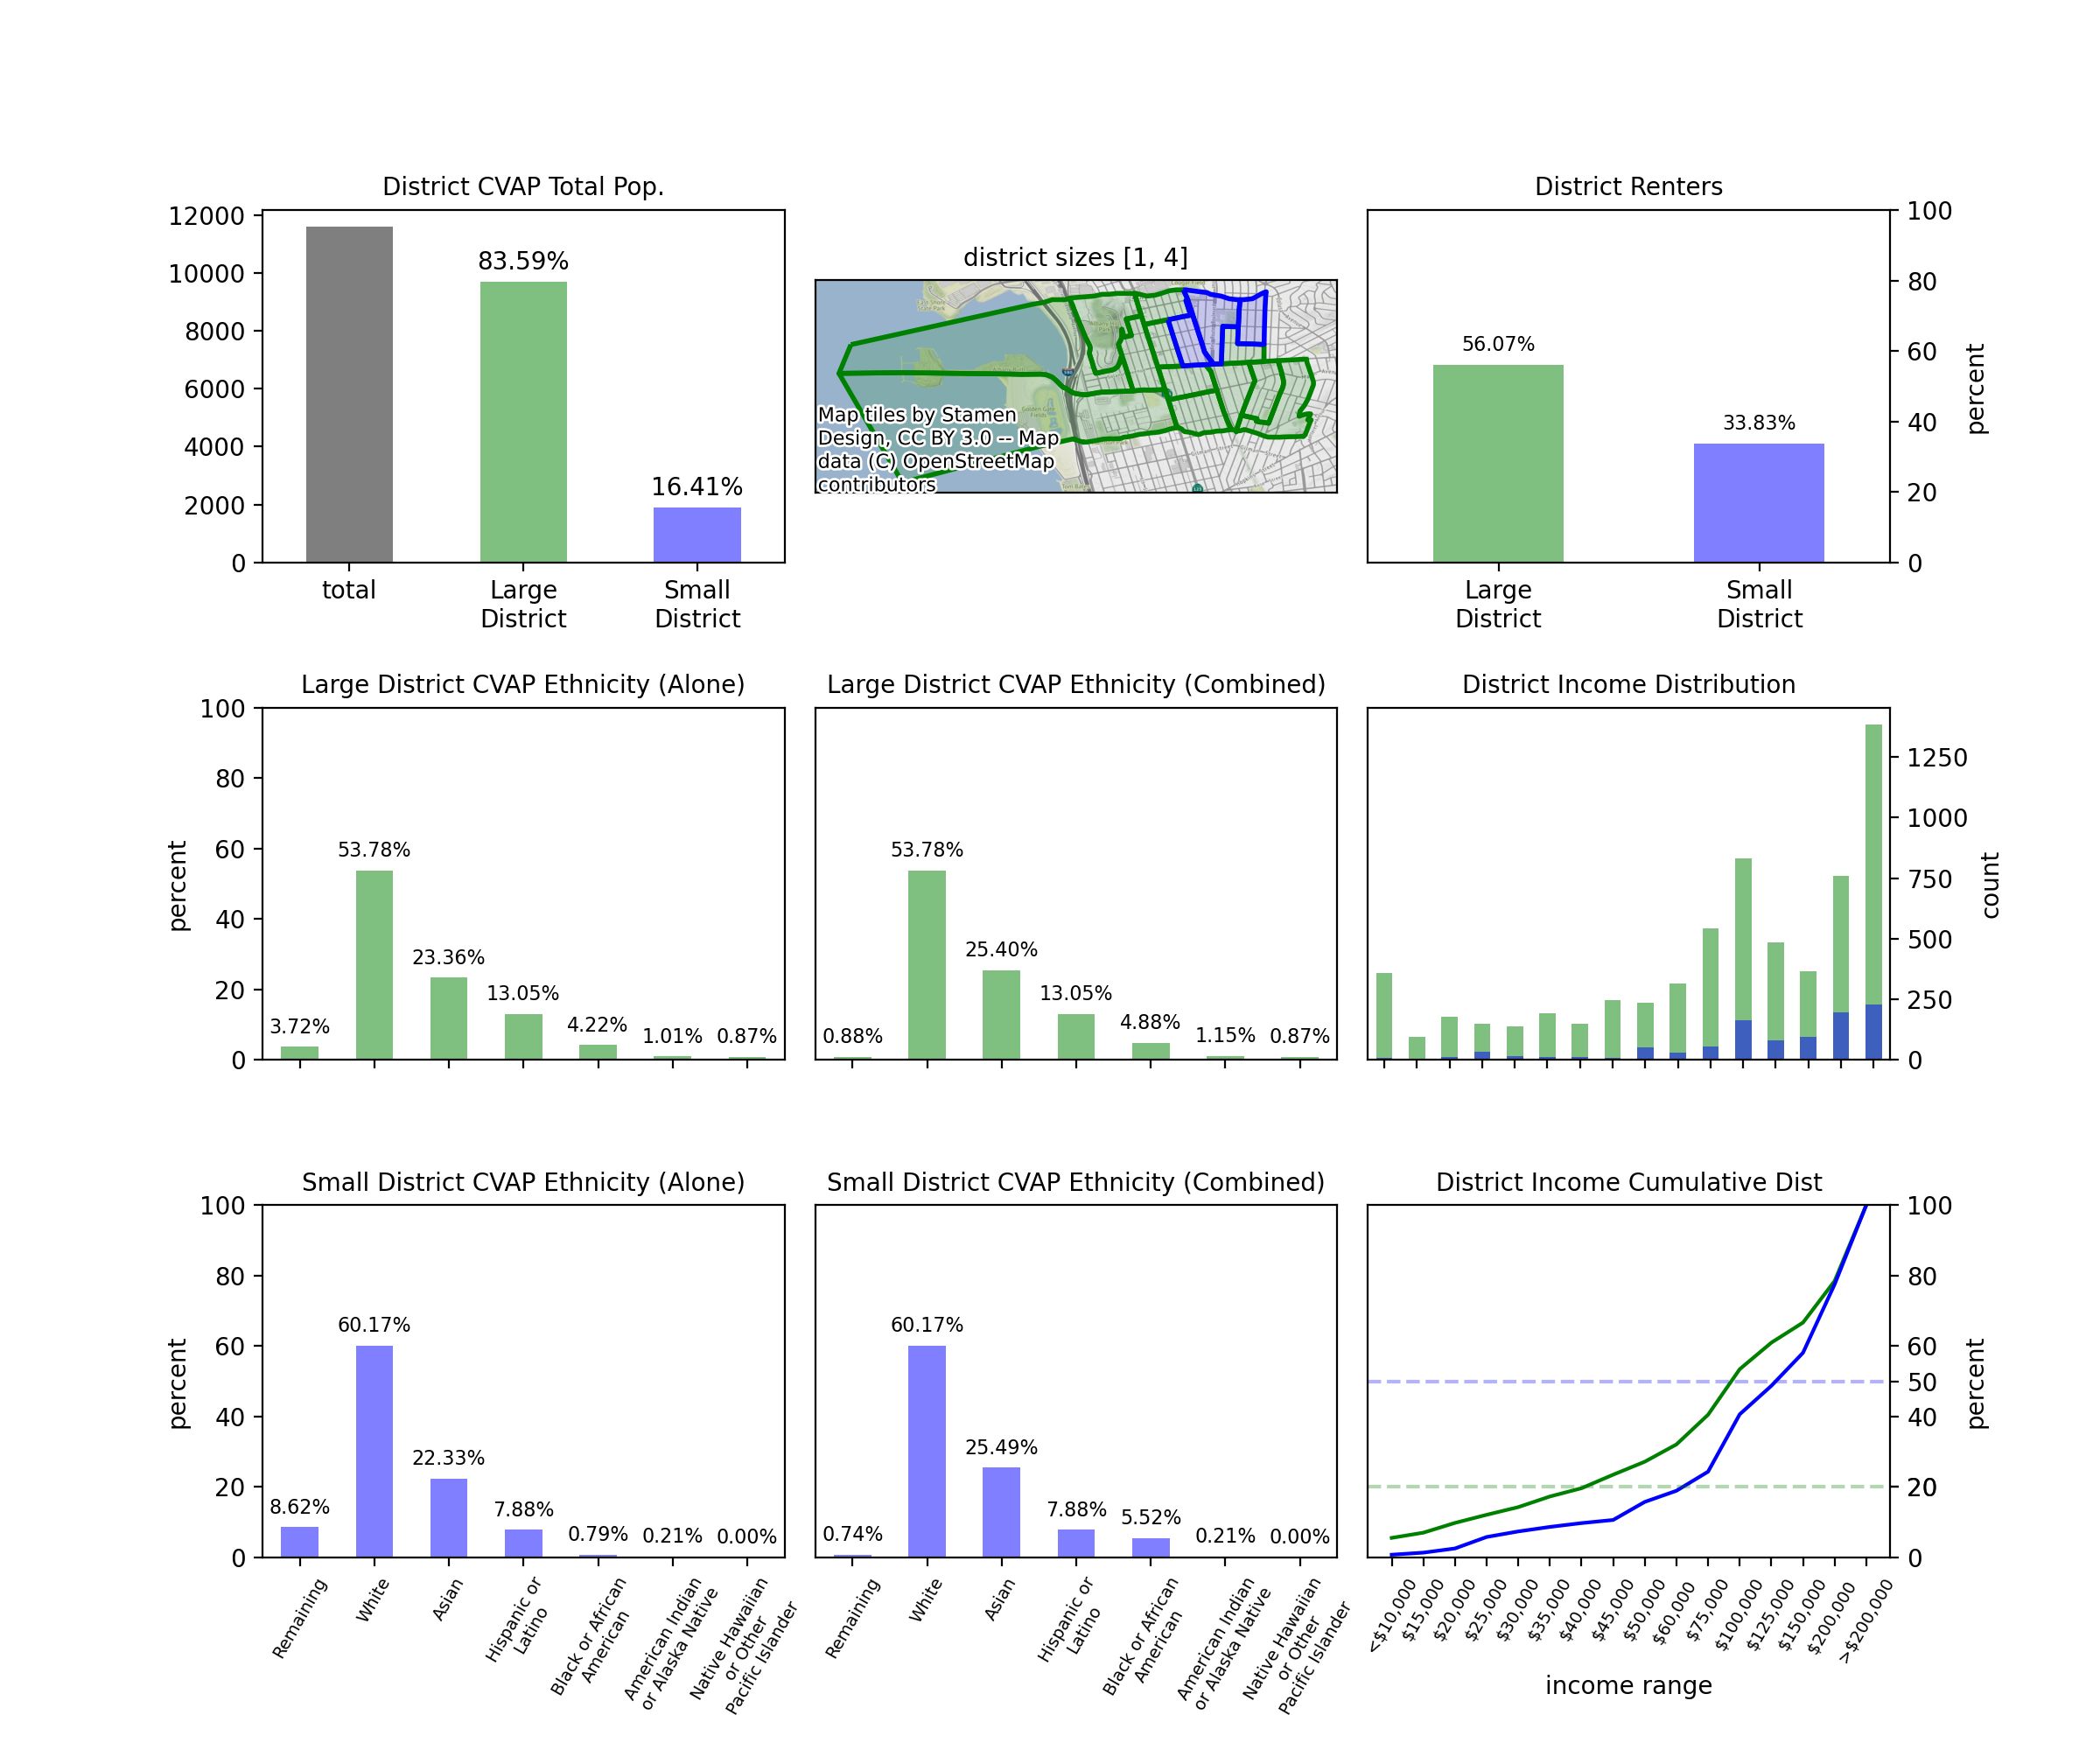 District CVAP Total Pop.
12000
10000
8000
6000
4000
2000
0
83.59%
16.41%
total
Large
District
Small
District
district sizes [1, 4]
Map tiles by Stamen
Design, CC BY 3.0 -- Map
data (C) OpenStreetMap
contributors
District Renters
56.07%
33.83%
100
80
60
40
20
0
percent
Large
District
Small
District
Large District CVAP Ethnicity (Alone)
percent
100
80
60
40
20
0
3.72%
53.78%
23.36%
13.05%
4.22%
1.01%
0.87%
Large District CVAP Ethnicity (Combined)
0.88%
53.78%
25.40%
13.05%
4.88%
1.15%
0.87%
District Income Distribution
1250
1000
750
500
250
0
count
Small District CVAP Ethnicity (Alone)
percent
100
80
60
40
20
0
8.62%
60.17%
22.33%
7.88%
0.79%
0.21%
0.00%
Remaining
White
Asian
Hispanic or
Latino
Black or African
American
American Indian
or Alaska Native
Native Hawaiian
or Other
Pacific Islander
Small District CVAP Ethnicity (Combined)
0.74%
60.17%
25.49%
7.88%
5.52%
0.21%
0.00%
Remaining
White
Asian
Hispanic or
Latino
Black or African
American
American Indian
or Alaska Native
Native Hawaiian
or Other
Pacific Islander
District Income Cumulative Dist
100
80
60
50
40
20
0
percent
<$10,000
$15,000
$20,000
$25,000
$30,000
$35,000
$40,000
$45,000
$50,000
$60,000
$75,000
$100,000
$125,000
$150,000
$200,000
>$200,000
income range